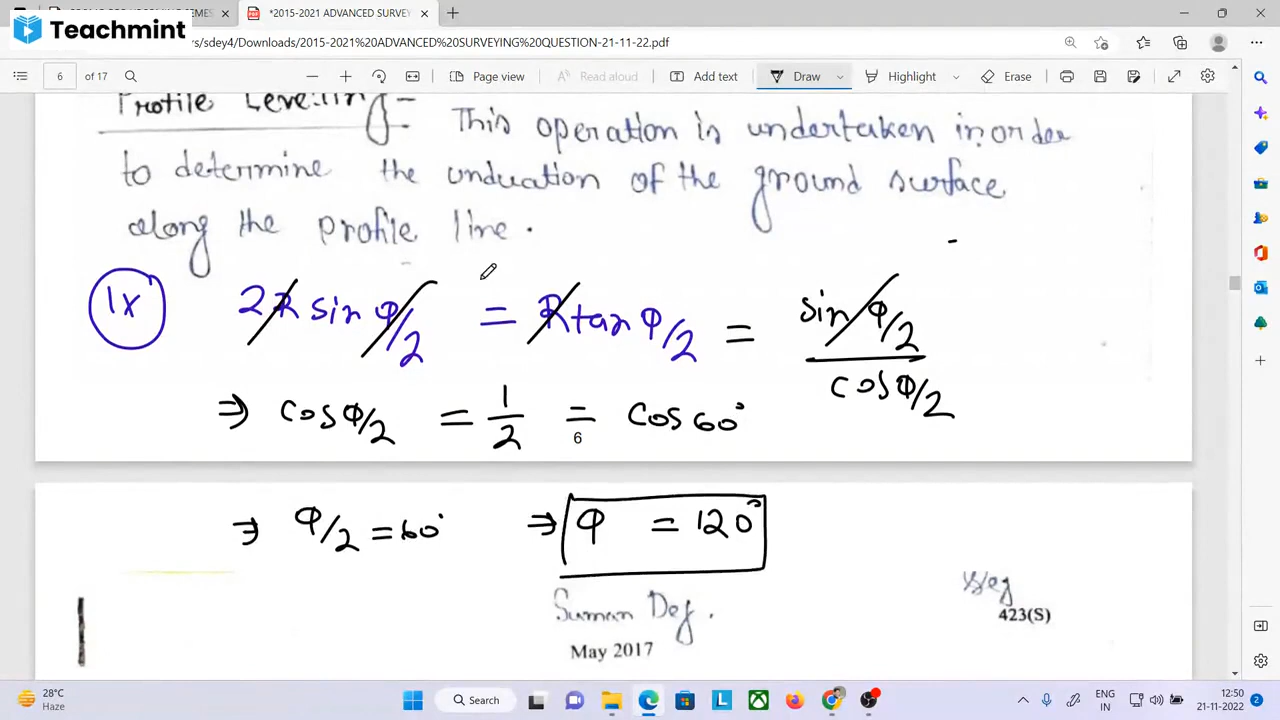 *2015-2021 ADVANCED SURVEY
Teachmint
rs/sdey4/Downloads/2015-2021%20ADVANCED%20SURVEYING%20QUESTION-21-11-22.pdf
6 of 17 Page view Read aloud Add text Draw Highlight Erase
Profile Levelling:-
This operation is undertaken in order
to determine the unduation of the ground surface
along the profile line.
IX 2R sin φ/2 = R tan φ/2 = sin φ/2 / cos φ/2
⇒ cos φ/2 = 1/2 = cos 60°
6
⇒ φ/2 = 60° ⇒ φ = 120°
Suman Dey.
423(S)
May 2017
28°C
Haze
Search
ENG
IN
12:50
21-11-2022
2